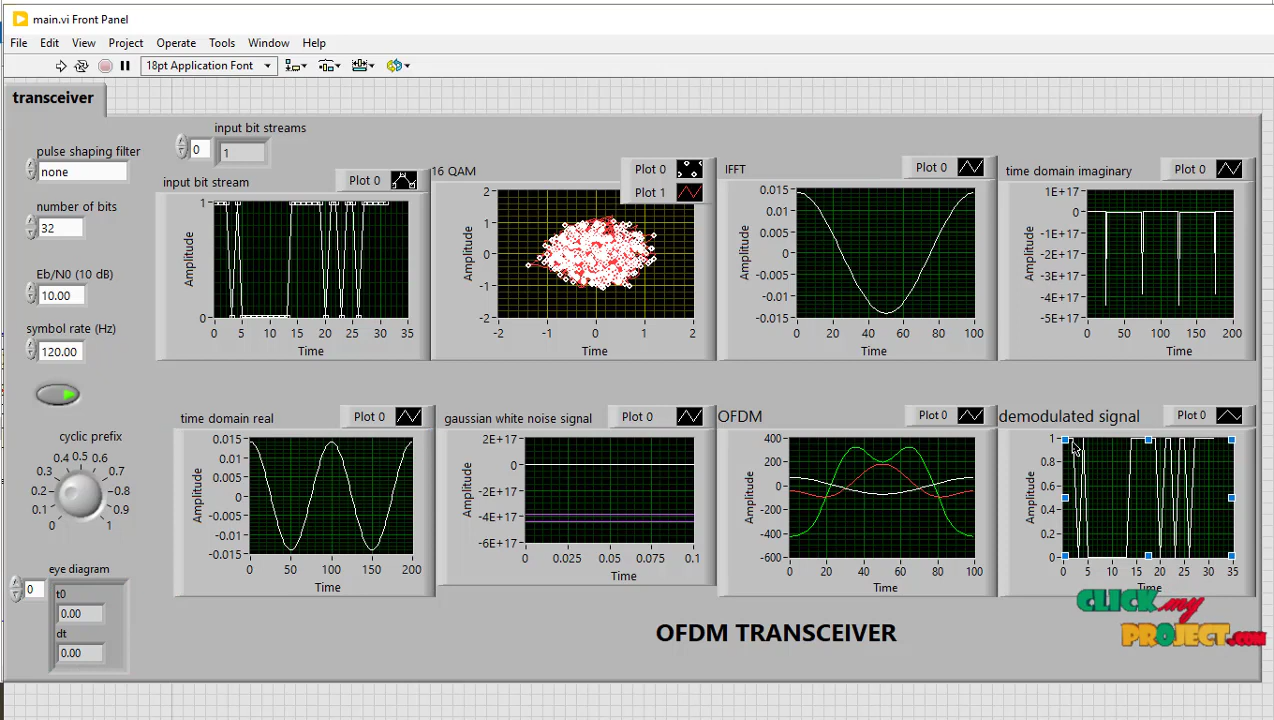 main.vi Front Panel
File Edit View Project Operate Tools Window Help
18pt Application Font
transceiver
input bit streams
0
1
pulse shaping filter
none
number of bits
32
Eb/N0 (10 dB)
10.00
symbol rate (Hz)
120.00
cyclic prefix
0 0.1 0.2 0.3 0.4 0.5 0.6 0.7 0.8 0.9 1
eye diagram
0
t0
0.00
dt
0.00
input bit stream
Plot 0
Amplitude
1
0
0 5 10 15 20 25 30 35
Time
16 QAM
Plot 0
Plot 1
Amplitude
2
1
0
-1
-2
-2 -1 0 1 2
Time
IFFT
Plot 0
Amplitude
0.015
0.01
0.005
0
-0.005
-0.01
-0.015
0 20 40 60 80 100
Time
time domain imaginary
Plot 0
Amplitude
1E+17
0
-1E+17
-2E+17
-3E+17
-4E+17
-5E+17
0 50 100 150 200
Time
time domain real
Plot 0
Amplitude
0.015
0.01
0.005
0
-0.005
-0.01
-0.015
0 50 100 150 200
Time
gaussian white noise signal
Plot 0
Amplitude
2E+17
0
-2E+17
-4E+17
-6E+17
0 0.025 0.05 0.075 0.1
Time
OFDM
Plot 0
Amplitude
400
200
0
-200
-400
-600
0 20 40 60 80 100
Time
demodulated signal
Plot 0
Amplitude
1
0.8
0.6
0.4
0.2
0
0 5 10 15 20 25 30 35
Time
OFDM TRANSCEIVER
CLICK my
PROJECT.COM